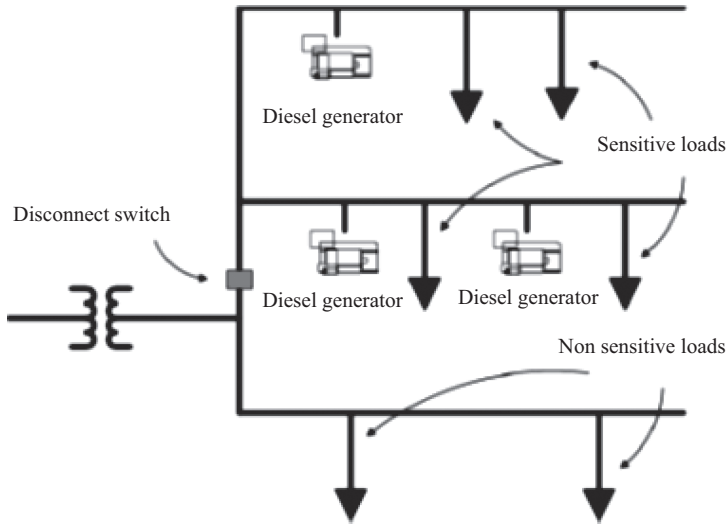 Diesel generator
Sensitive loads
Disconnect switch
Diesel generator
Diesel generator
Non sensitive loads